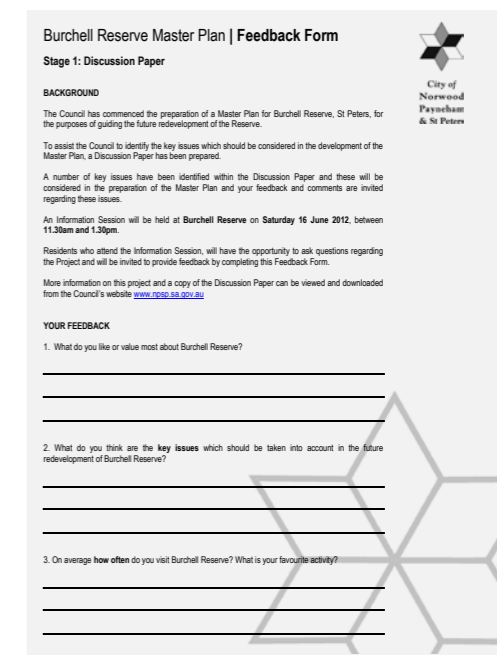 Burchell Reserve Master Plan | Feedback Form
Stage 1: Discussion Paper
City of
Norwood
Payneham
& St Peters
BACKGROUND
The Council has commenced the preparation of a Master Plan for Burchell Reserve, St Peters, for
the purposes of guiding the future redevelopment of the Reserve.
To assist the Council to identify the key issues which should be considered in the development of the
Master Plan, a Discussion Paper has been prepared.
A number of key issues have been identified within the Discussion Paper and these will be
considered in the preparation of the Master Plan and your feedback and comments are invited
regarding these issues.
An Information Session will be held at Burchell Reserve on Saturday 16 June 2012, between
11.30am and 1.30pm.
Residents who attend the Information Session, will have the opportunity to ask questions regarding
the Project and will be invited to provide feedback by completing this Feedback Form.
More information on this project and a copy of the Discussion Paper can be viewed and downloaded
from the Council's website www.npsp.sa.gov.au
YOUR FEEDBACK
1. What do you like or value most about Burchell Reserve?
2. What do you think are the key issues which should be taken into account in the future
redevelopment of Burchell Reserve?
3. On average how often do you visit Burchell Reserve? What is your favourite activity?